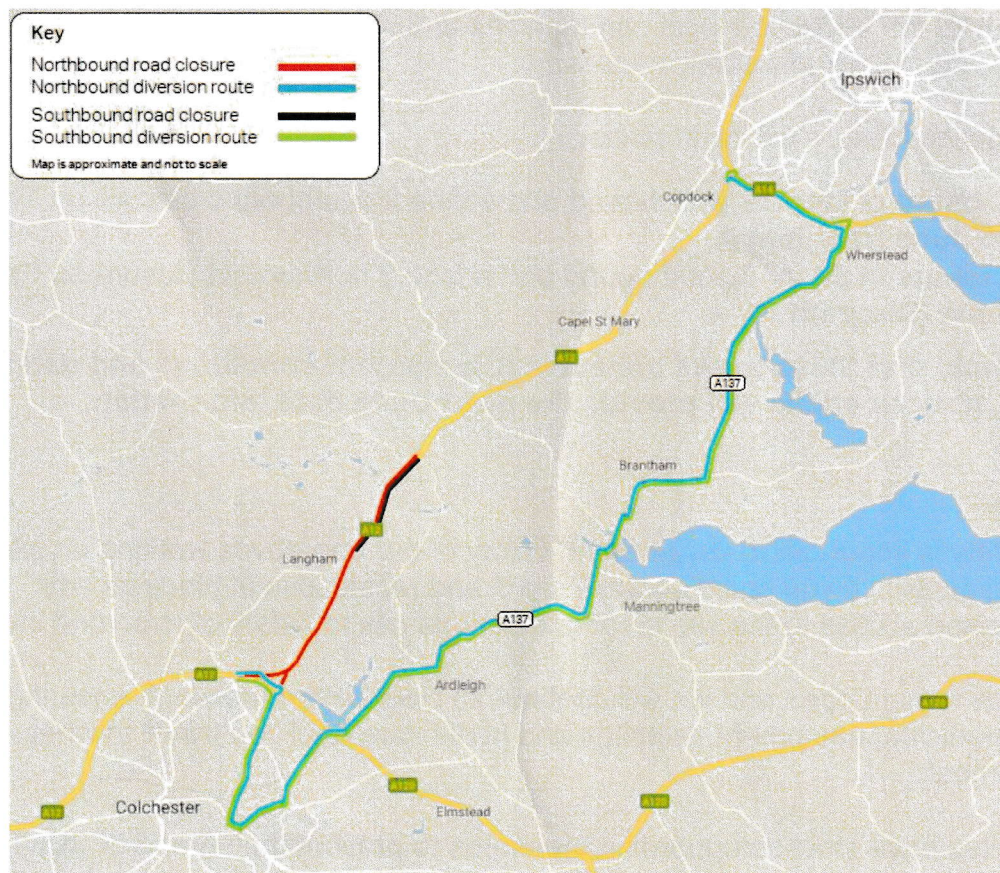 Key
Northbound road closure
Northbound diversion route
Southbound road closure
Southbound diversion route
Map is approximate and not to scale
Ipswich
Copdock
A14
Wherstead
Capel St Mary
A12
A137
Brantham
A12
Langham
Manningtree
A137
A12
Ardleigh
A120
A120
A120
A12
Colchester
Elmstead